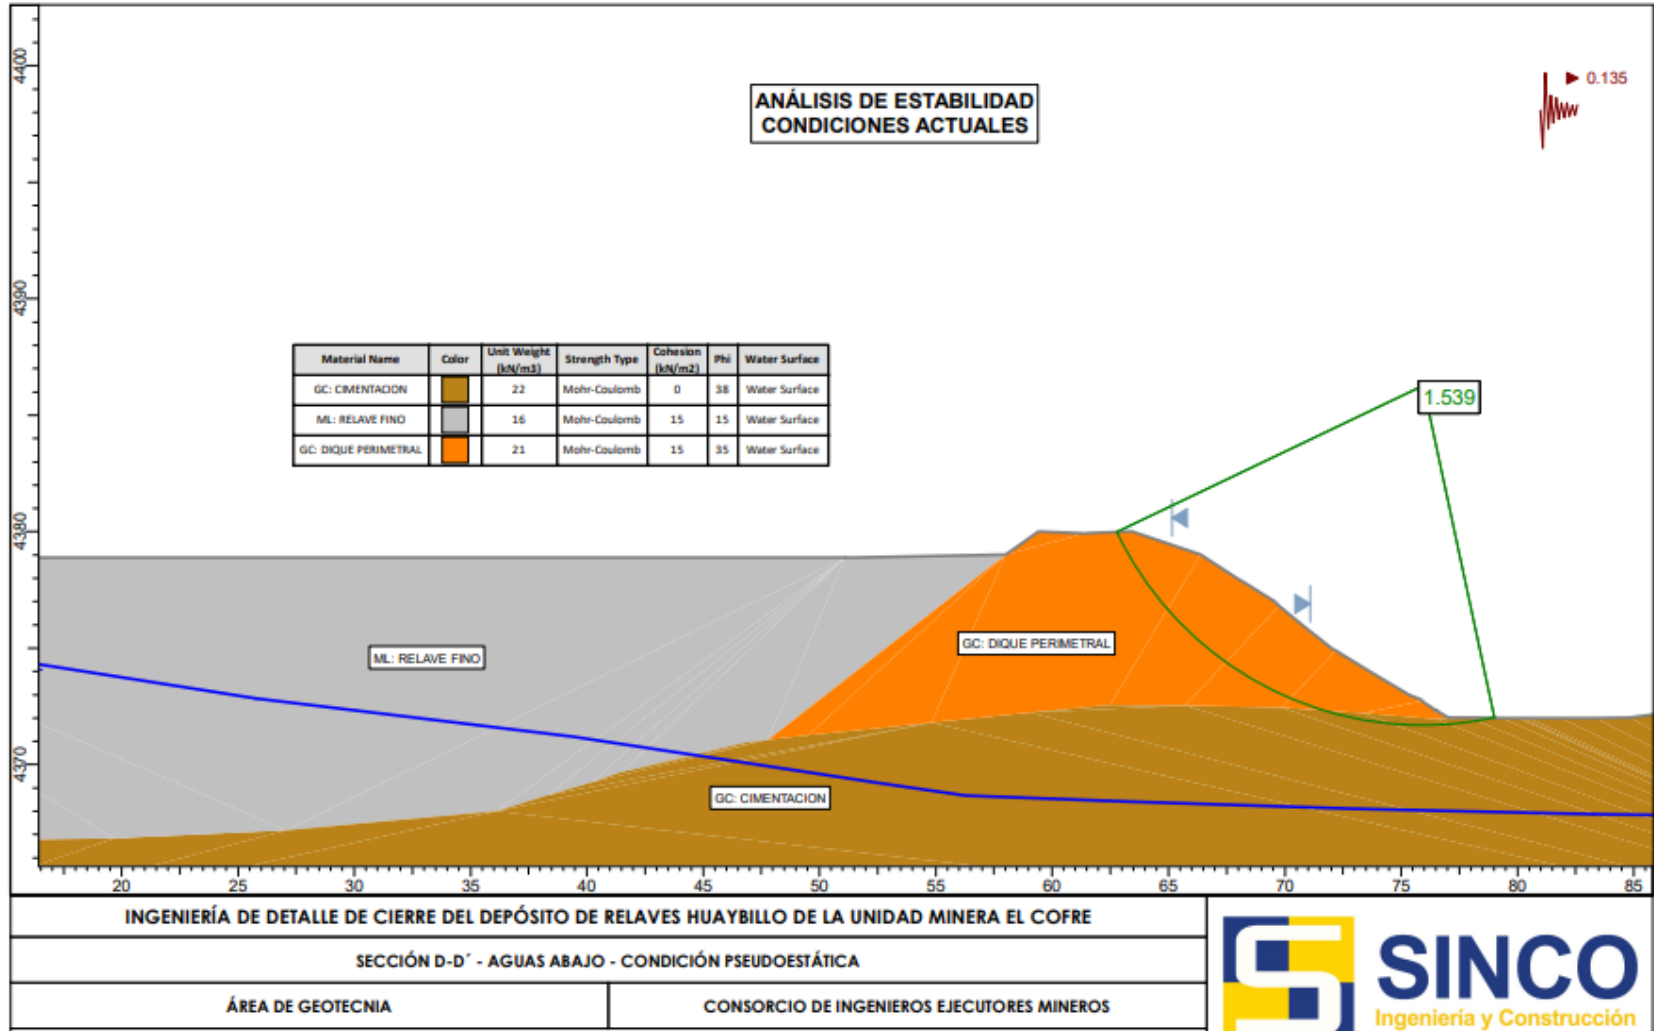 4400
4390
4380
4370
ANÁLISIS DE ESTABILIDAD
CONDICIONES ACTUALES
0.135
Material Name Color Unit Weight (kN/m3) Strength Type Cohesion (kN/m2) Phi Water Surface
GC: CIMENTACION 22 Mohr-Coulomb 0 38 Water Surface
ML: RELAVE FINO 16 Mohr-Coulomb 15 15 Water Surface
GC: DIQUE PERIMETRAL 21 Mohr-Coulomb 15 35 Water Surface
1.539
GC: DIQUE PERIMETRAL
ML: RELAVE FINO
GC: CIMENTACION
20 25 30 35 40 45 50 55 60 65 70 75 80 85
INGENIERÍA DE DETALLE DE CIERRE DEL DEPÓSITO DE RELAVES HUAYBILLO DE LA UNIDAD MINERA EL COFRE
SECCIÓN D-D´ - AGUAS ABAJO - CONDICIÓN PSEUDOESTÁTICA
ÁREA DE GEOTECNIA
CONSORCIO DE INGENIEROS EJECUTORES MINEROS
SINCO
Ingeniería y Construcción